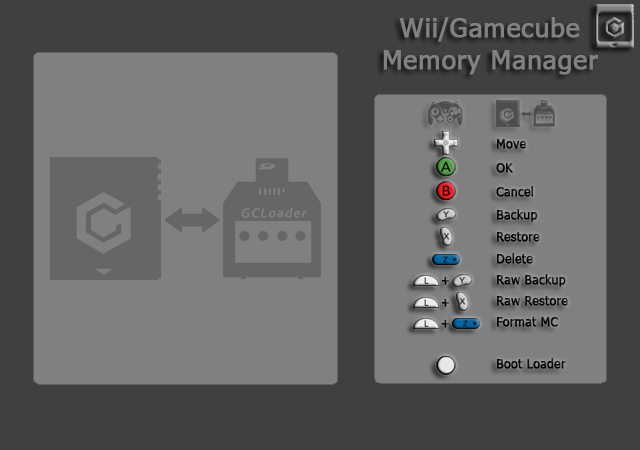 Wii/Gamecube
Memory Manager
SD
GCLoader
Move
A OK
B Cancel
Y Backup
X Restore
Z Delete
L + Y Raw Backup
L + X Raw Restore
L + Z Format MC
Boot Loader